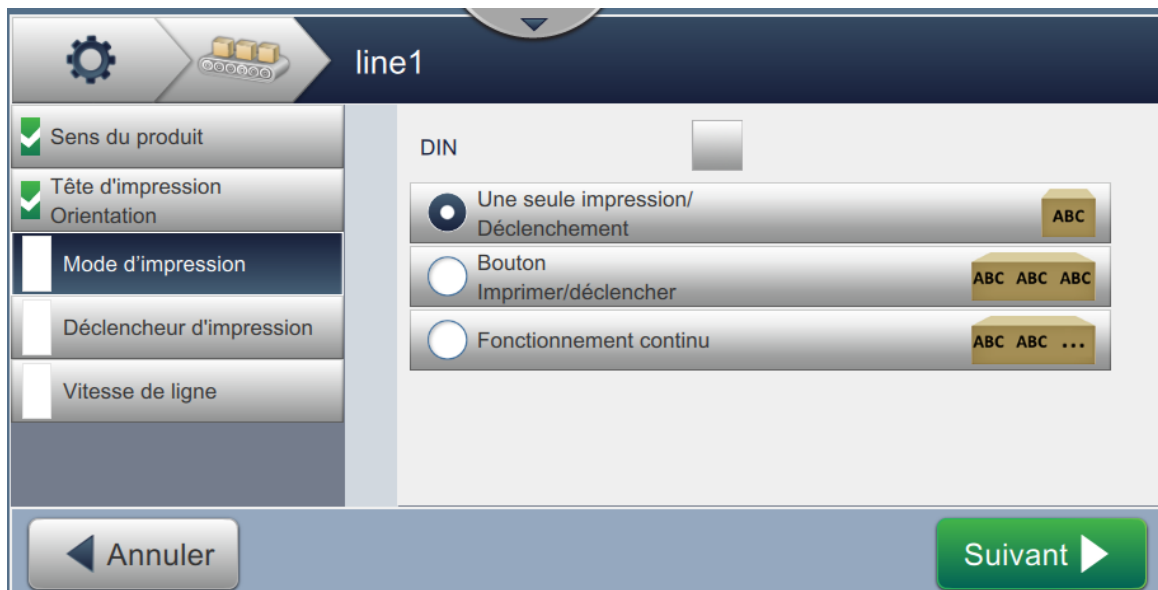 line1
Sens du produit
Tête d'impression
Orientation
Mode d’impression
Déclencheur d'impression
Vitesse de ligne
DIN
Une seule impression/
Déclenchement
ABC
Bouton
Imprimer/déclencher
ABC ABC ABC
Fonctionnement continu
ABC ABC ...
Annuler
Suivant